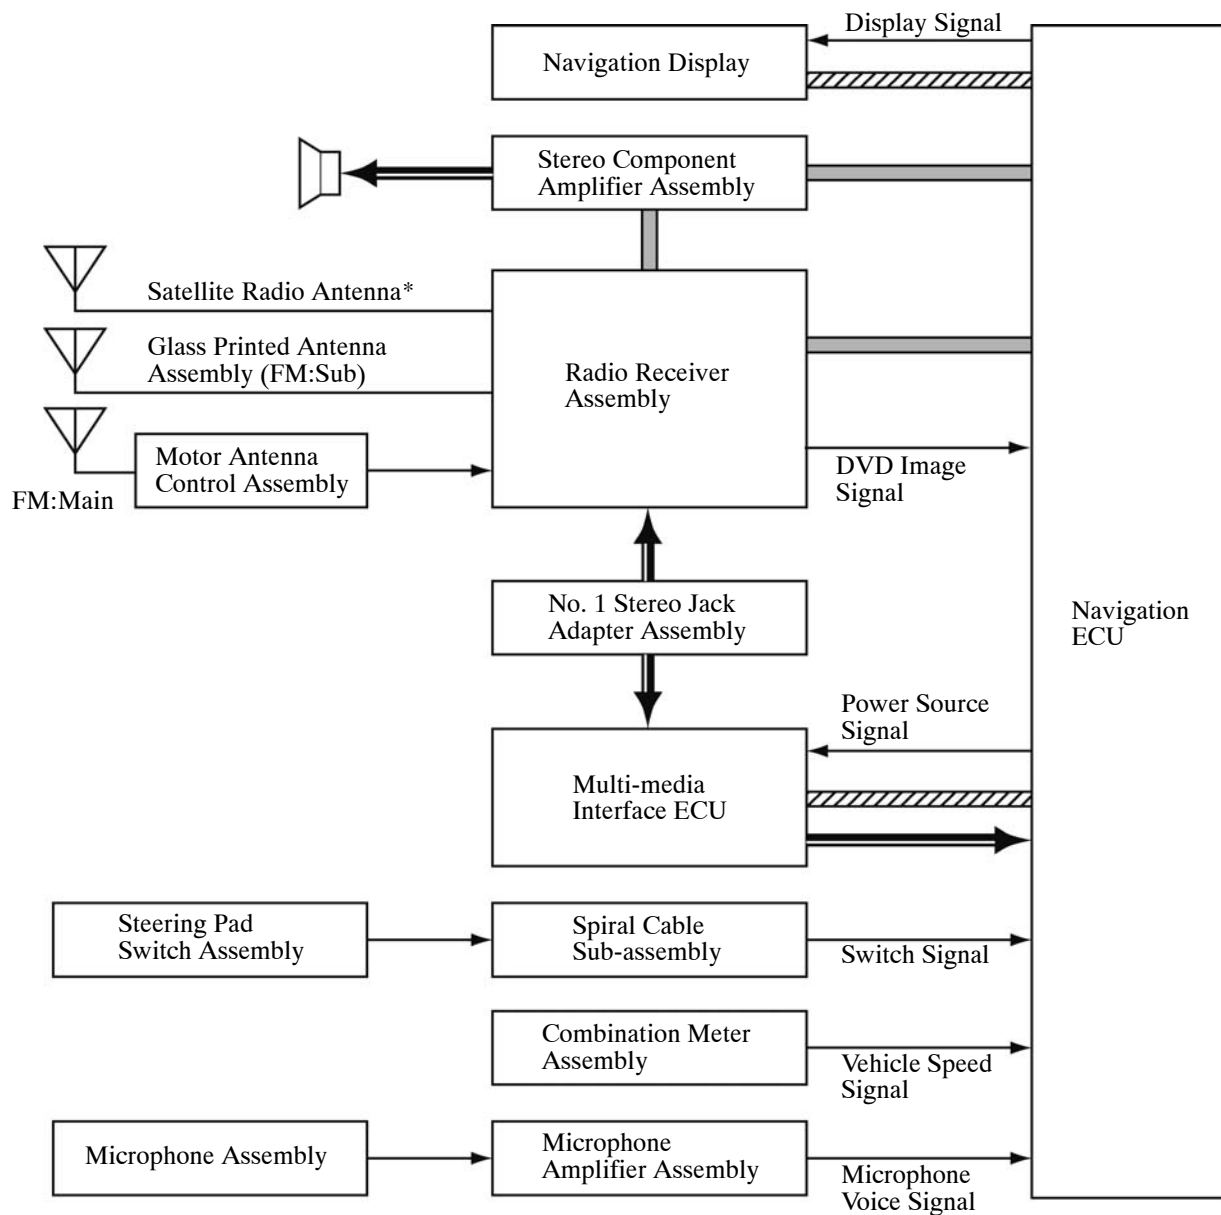 Display Signal
Navigation Display
Stereo Component
Amplifier Assembly
Satellite Radio Antenna*
Glass Printed Antenna
Assembly (FM:Sub)
Radio Receiver
Assembly
Motor Antenna
Control Assembly
FM:Main
DVD Image
Signal
No. 1 Stereo Jack
Adapter Assembly
Navigation
ECU
Power Source
Signal
Multi-media
Interface ECU
Steering Pad
Switch Assembly
Spiral Cable
Sub-assembly
Switch Signal
Combination Meter
Assembly
Vehicle Speed
Signal
Microphone Assembly
Microphone
Amplifier Assembly
Microphone
Voice Signal